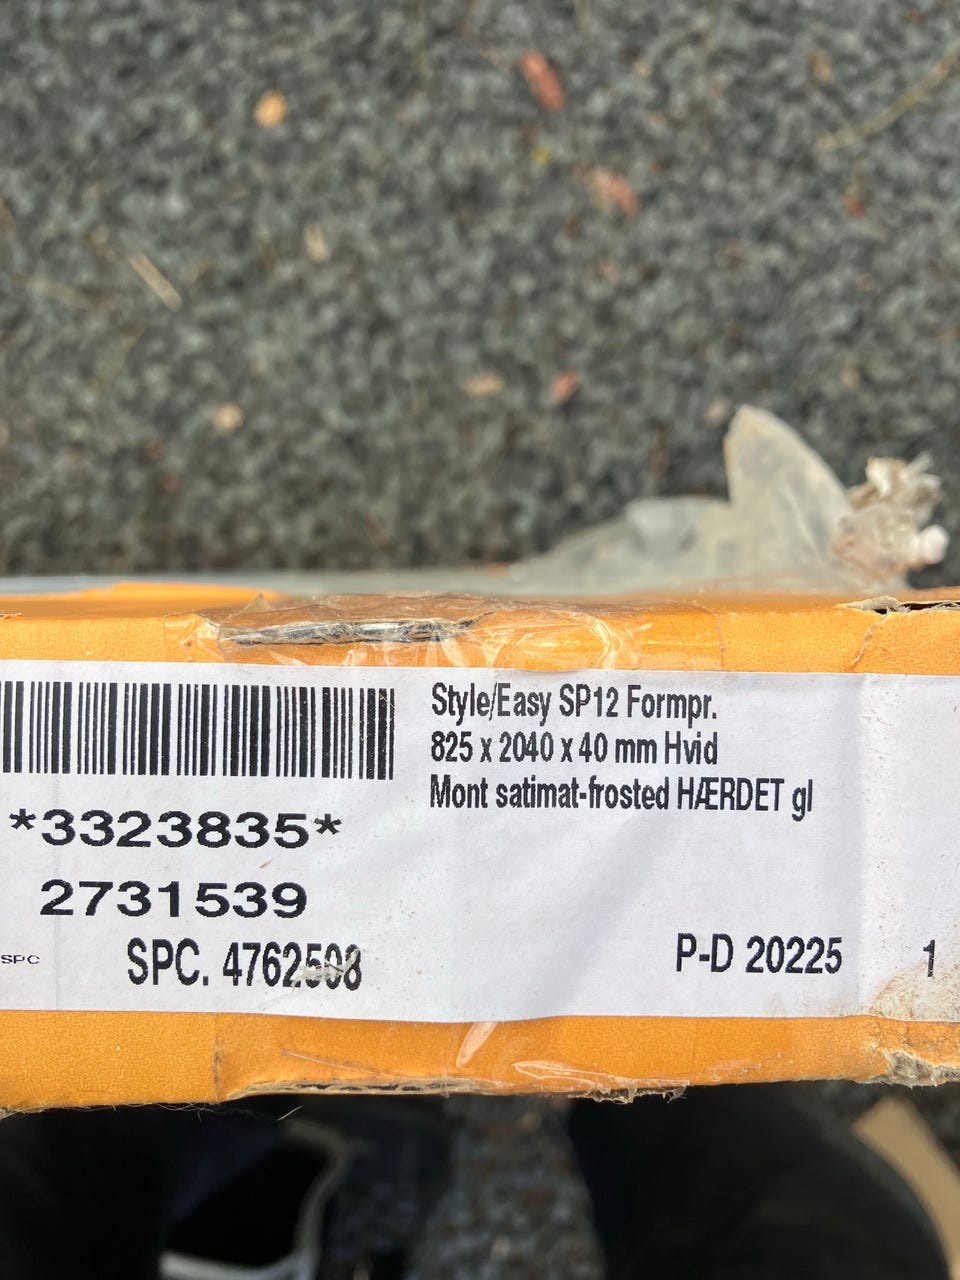 Style/Easy SP12 Formpr.
825 x 2040 x 40 mm Hvid
Mont satimat-frosted HÆRDET gl
*3323835*
2731539
SPC
SPC. 4762508
P-D 20225
1